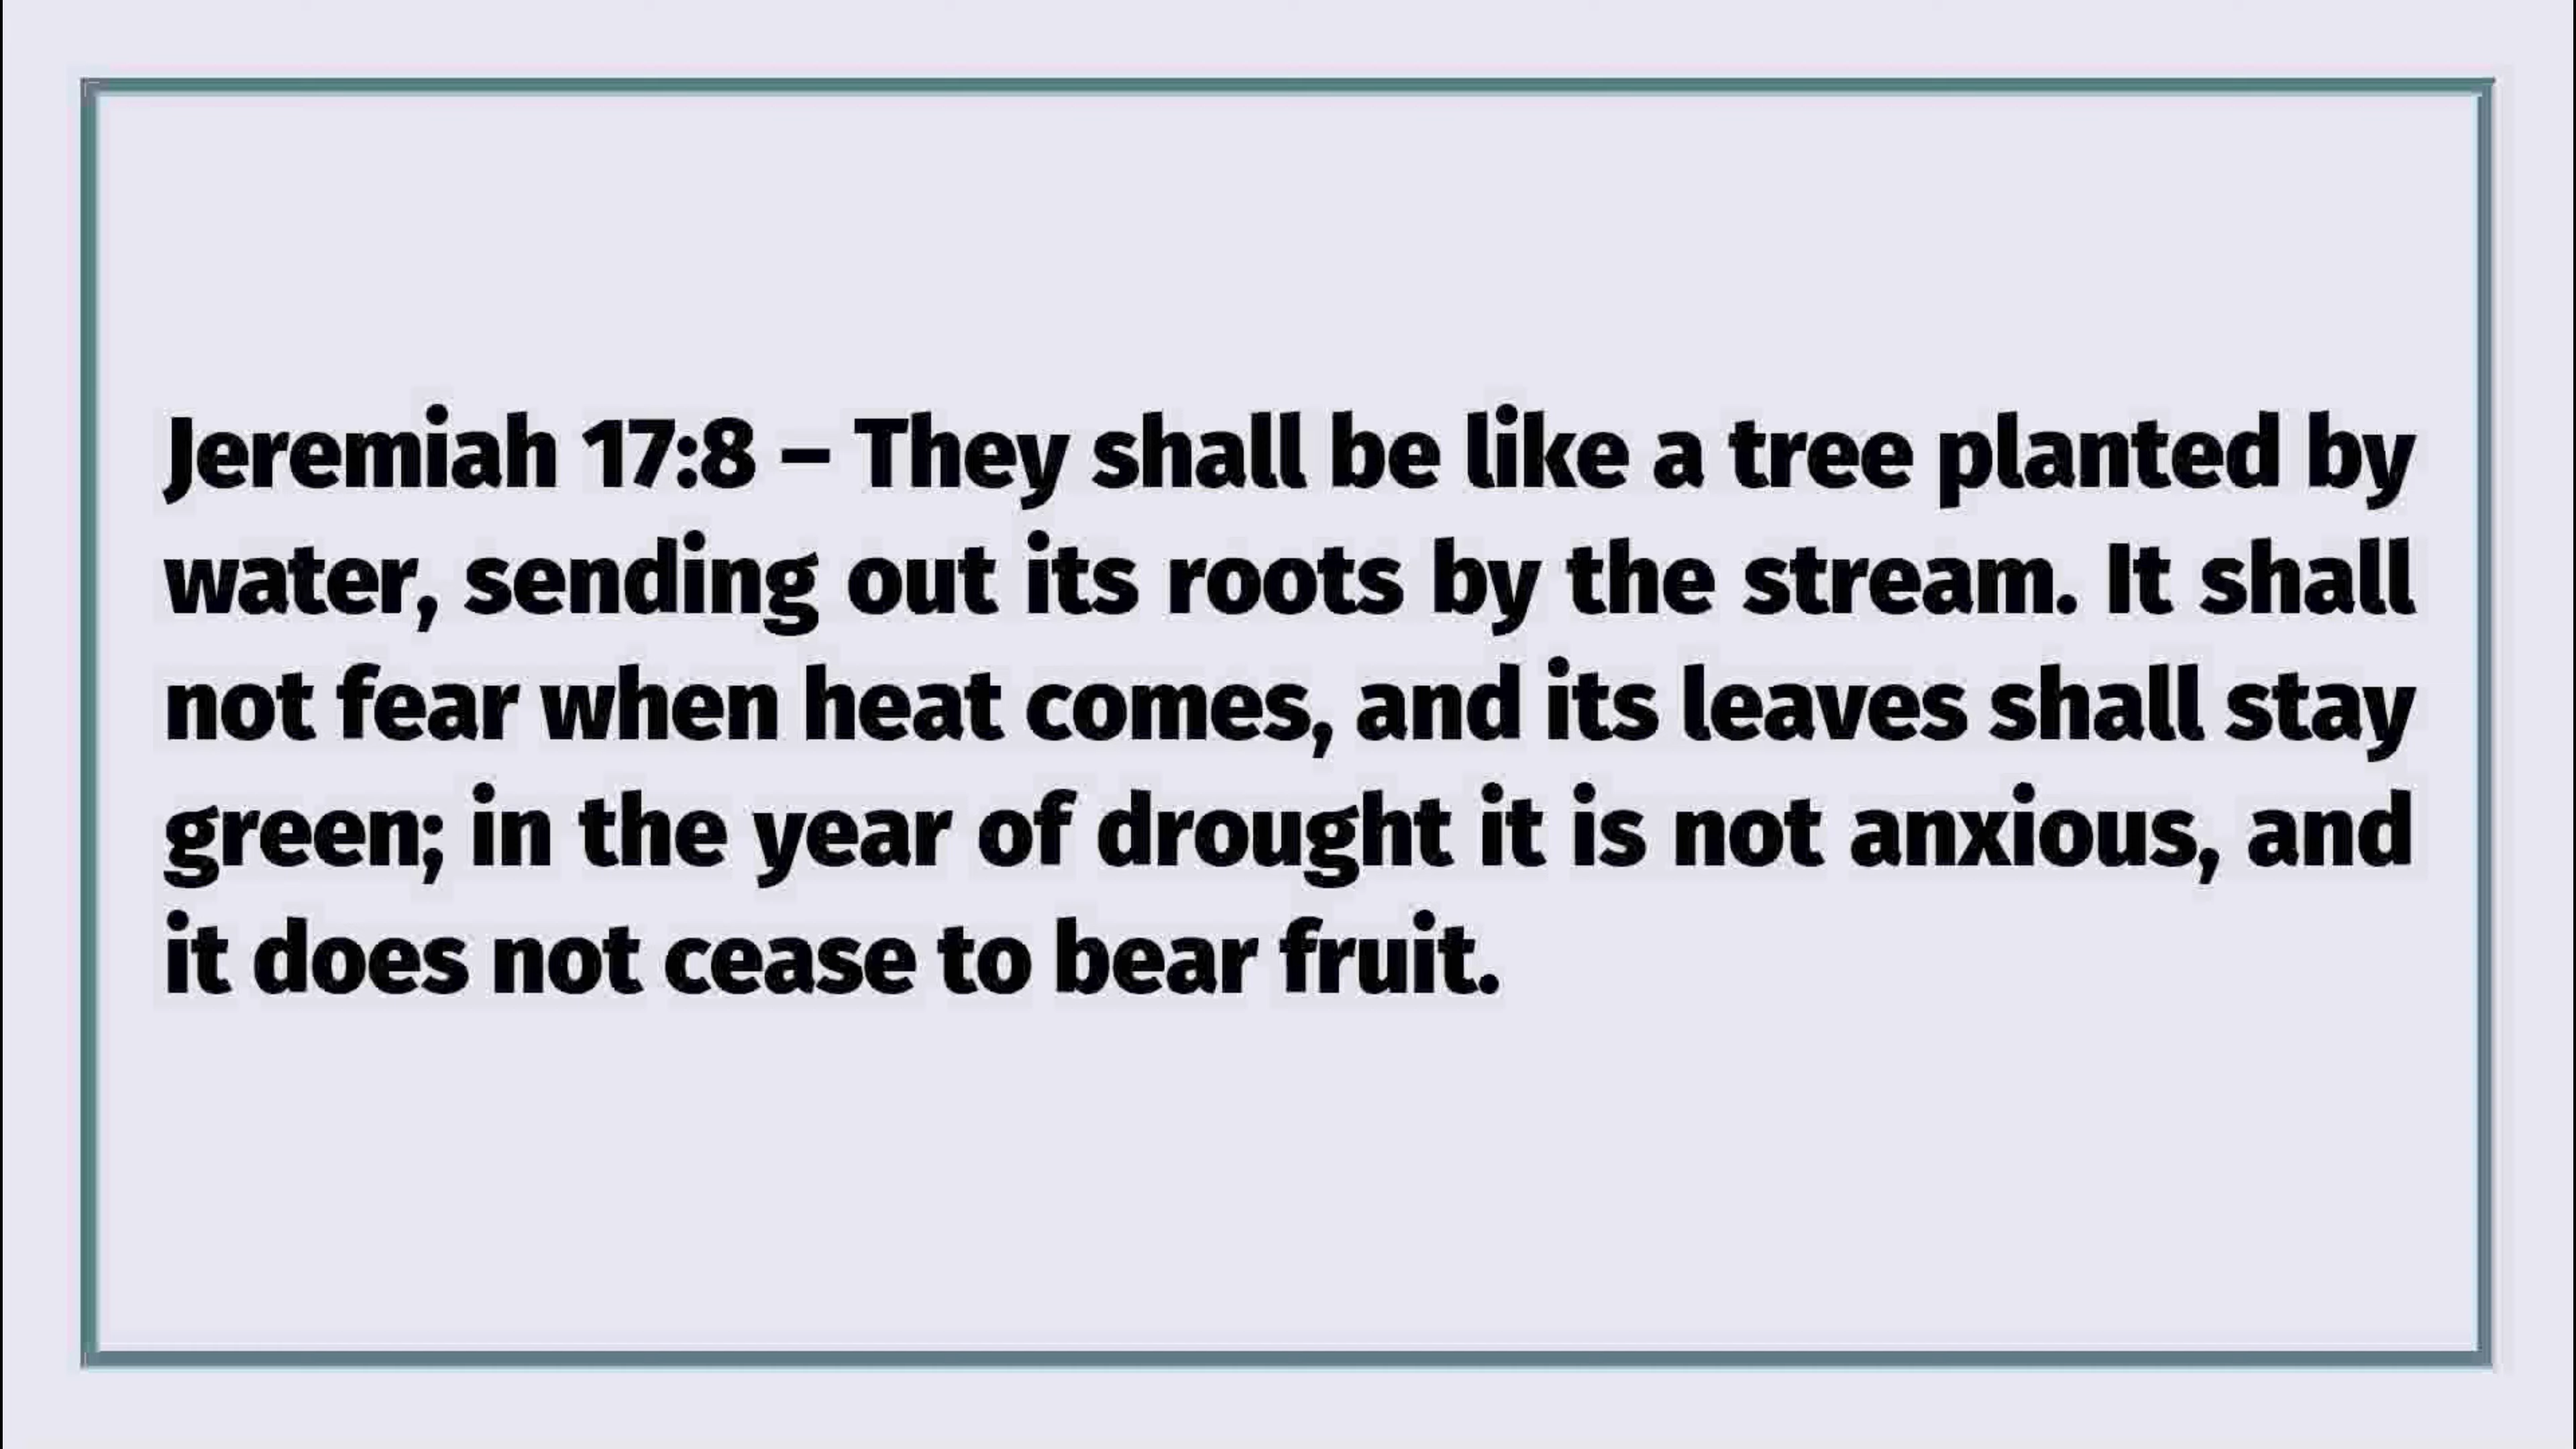 Jeremiah 17:8 – They shall be like a tree planted by
water, sending out its roots by the stream. It shall
not fear when heat comes, and its leaves shall stay
green; in the year of drought it is not anxious, and
it does not cease to bear fruit.